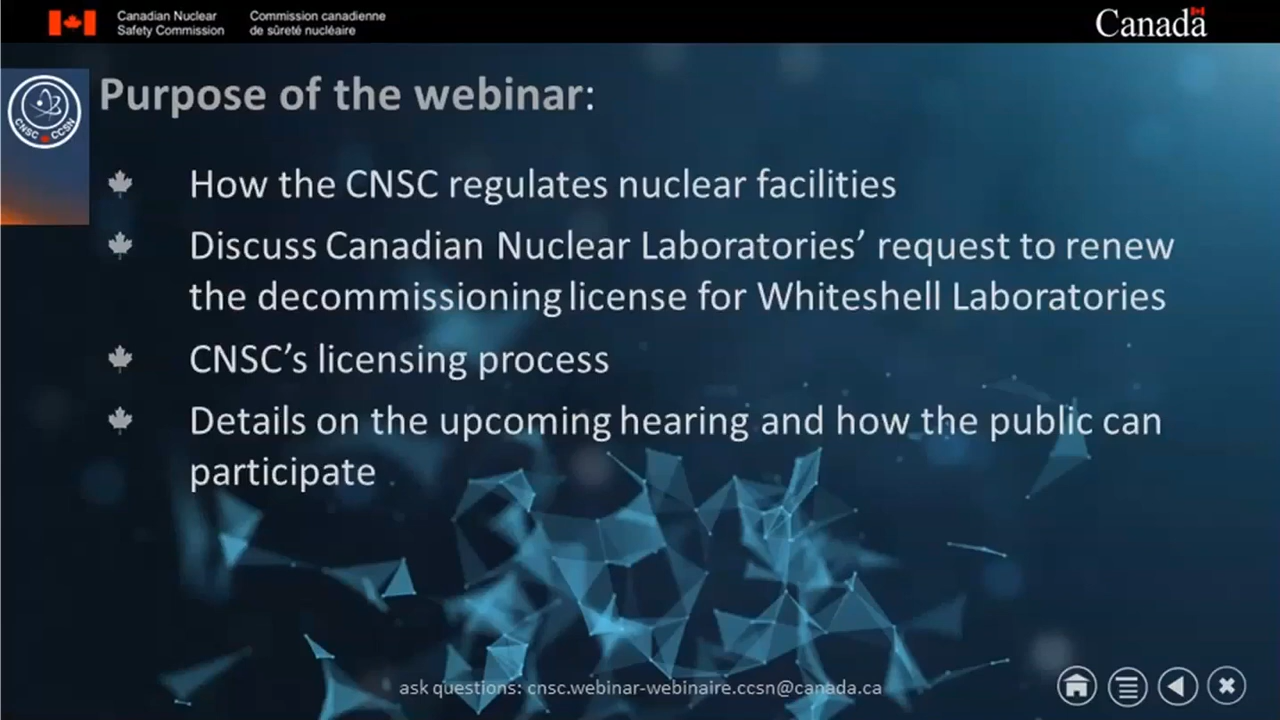 Canadian Nuclear
Safety Commission
Commission canadienne
de sûreté nucléaire
Canada
CNSC CCSN
Purpose of the webinar:
How the CNSC regulates nuclear facilities
Discuss Canadian Nuclear Laboratories’ request to renew
the decommissioning license for Whiteshell Laboratories
CNSC’s licensing process
Details on the upcoming hearing and how the public can
participate
ask questions: cnsc.webinar-webinaire.ccsn@canada.ca